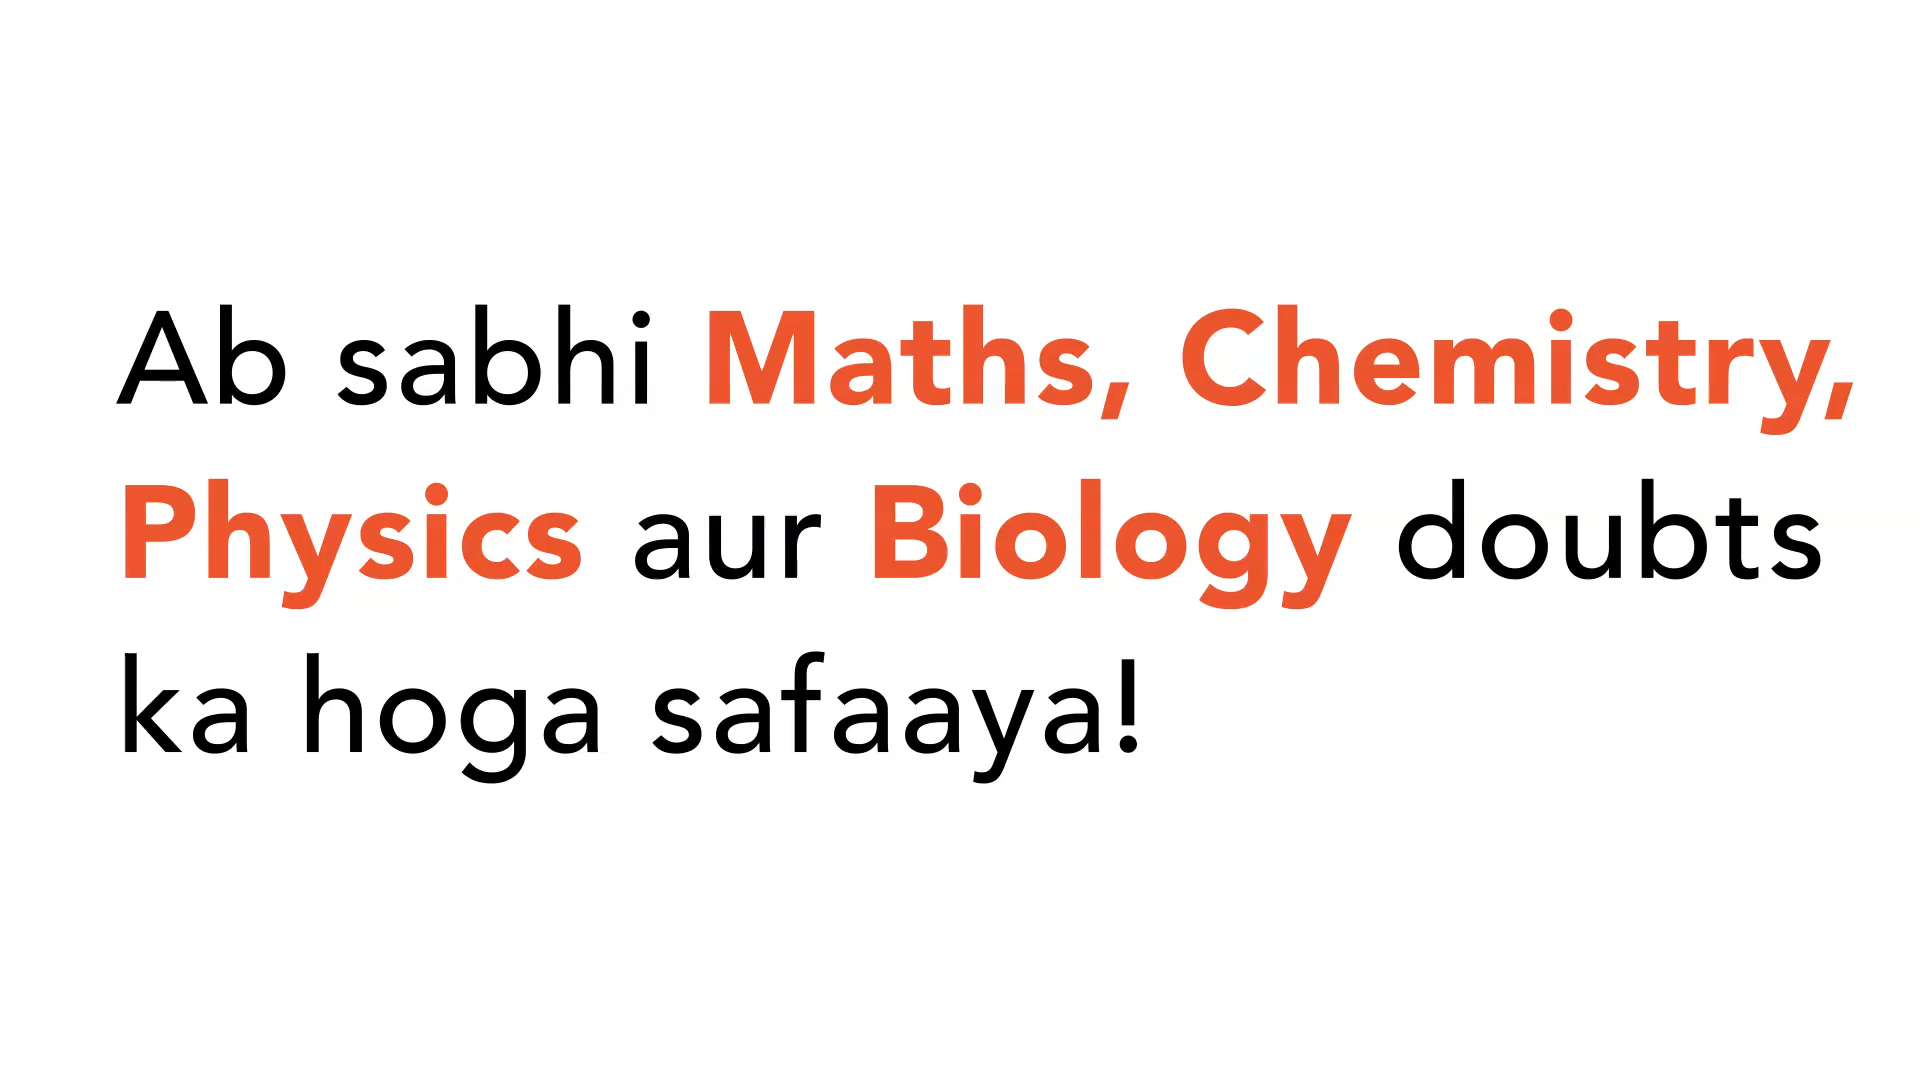 Ab sabhi Maths, Chemistry,
Physics aur Biology doubts
ka hoga safaaya!